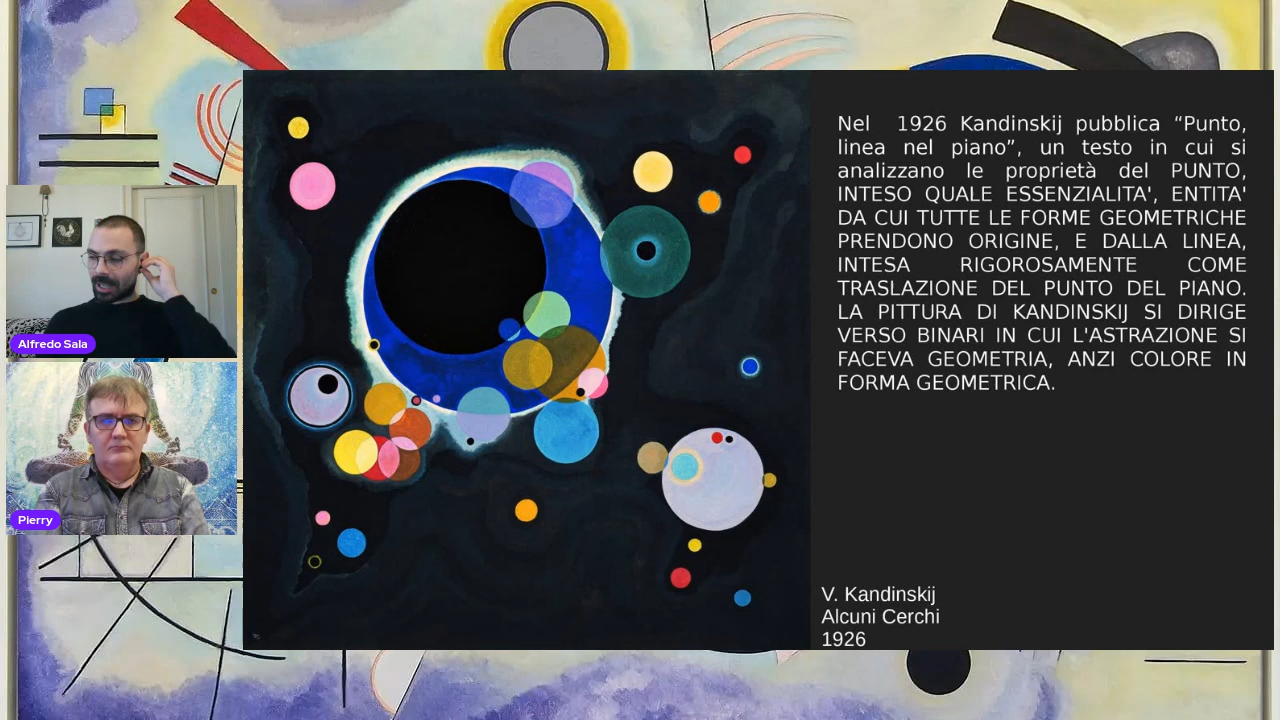 Nel 1926 Kandinskij pubblica “Punto,
linea nel piano”, un testo in cui si
analizzano le proprietà del PUNTO,
INTESO QUALE ESSENZIALITA', ENTITA'
DA CUI TUTTE LE FORME GEOMETRICHE
PRENDONO ORIGINE, E DALLA LINEA,
INTESA RIGOROSAMENTE COME
TRASLAZIONE DEL PUNTO DEL PIANO.
LA PITTURA DI KANDINSKIJ SI DIRIGE
VERSO BINARI IN CUI L'ASTRAZIONE SI
FACEVA GEOMETRIA, ANZI COLORE IN
FORMA GEOMETRICA.
Alfredo Sala
Pierry
V. Kandinskij
Alcuni Cerchi
1926